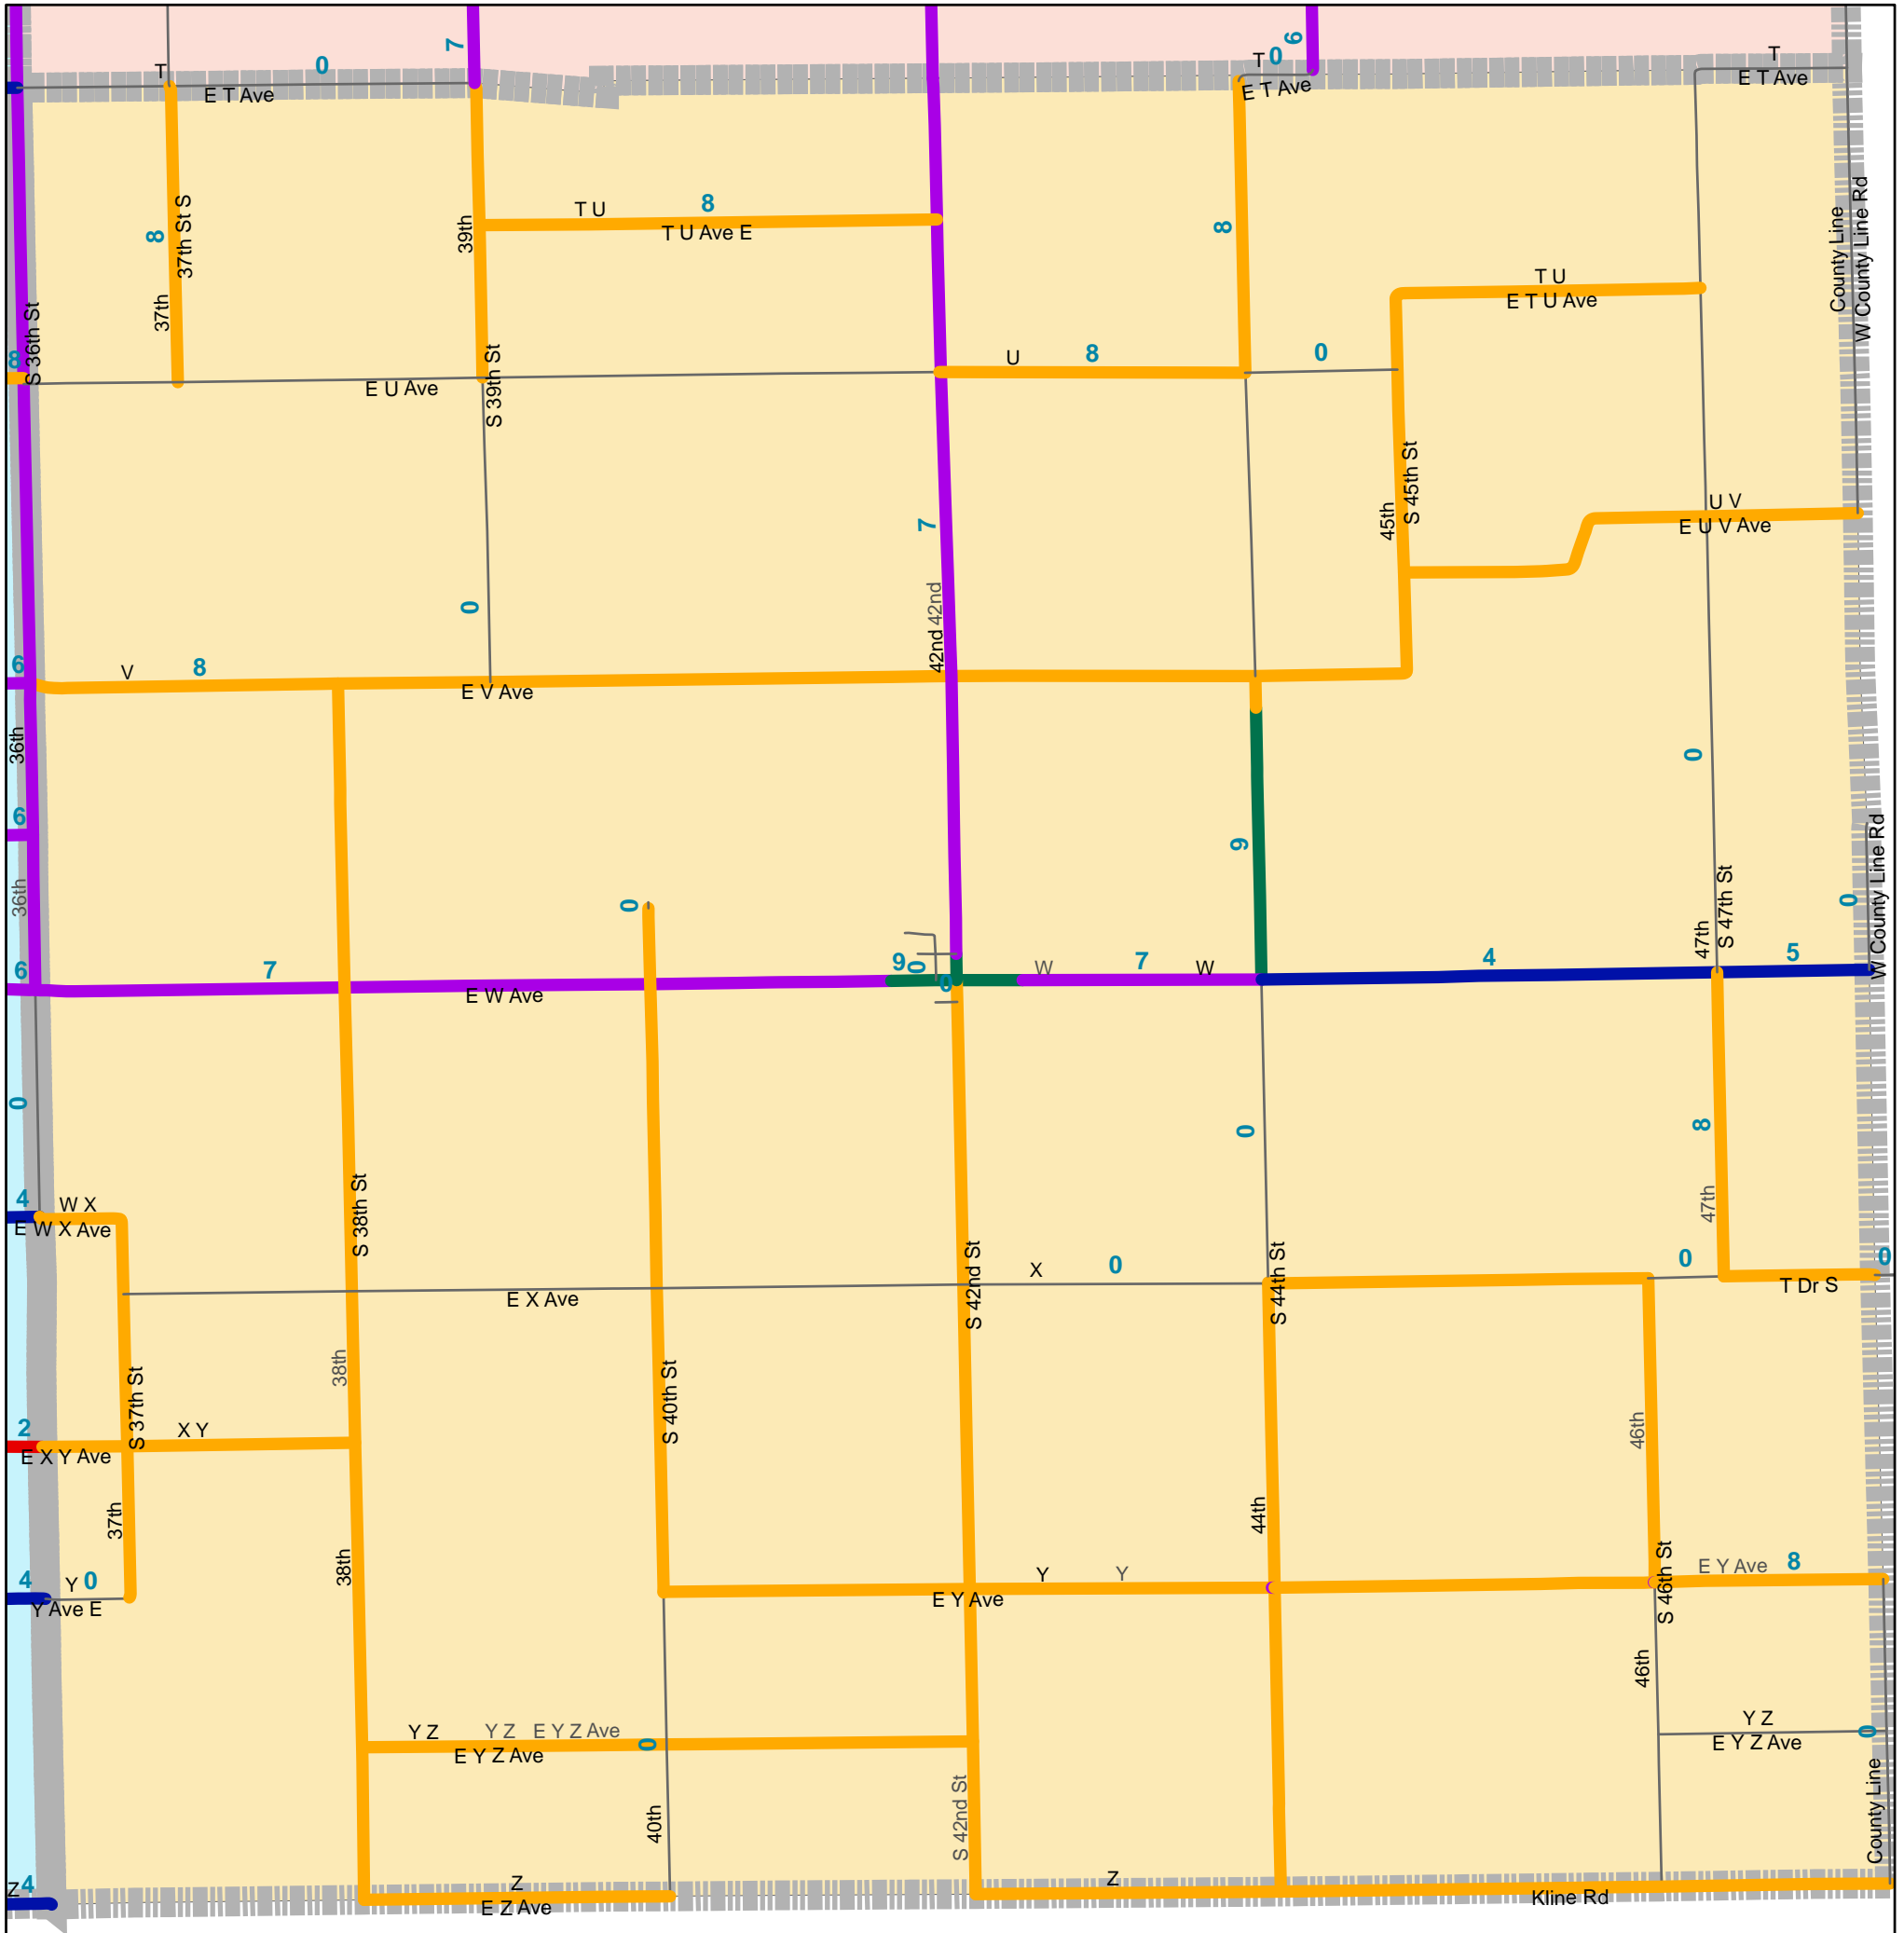 7
6
T
0
T
0
T
E T Ave
E T Ave
E T Ave
8
37th St S
37th
39th
T U
8
T U Ave E
8
County Line
W County Line Rd
T U
E T U Ave
S 36th St
8
E U Ave
S 39th St
U
8
0
7
45th
S 45th St
U V
E U V Ave
0
42nd
42nd
6
V
8
E V Ave
36th
0
6
9
36th
0
47th
S 47th St
0
W County Line Rd
6
7
E W Ave
9
0
0
W
7
W
4
5
0
0
8
47th
4
W X
E W X Ave
S 38th St
S 42nd St
X
0
S 44th St
0
0
E X Ave
T Dr S
38th
S 37th St
S 40th St
2
X Y
E X Y Ave
46th
37th
38th
44th
4
Y
0
Y Ave E
Y
Y
E Y Ave
E Y Ave
8
S 46th St
46th
Y Z
Y Z
E Y Z Ave
E Y Z Ave
0
Y Z
E Y Z Ave
0
40th
S 42nd St
County Line
Z
4
Z
E Z Ave
Z
Kline Rd